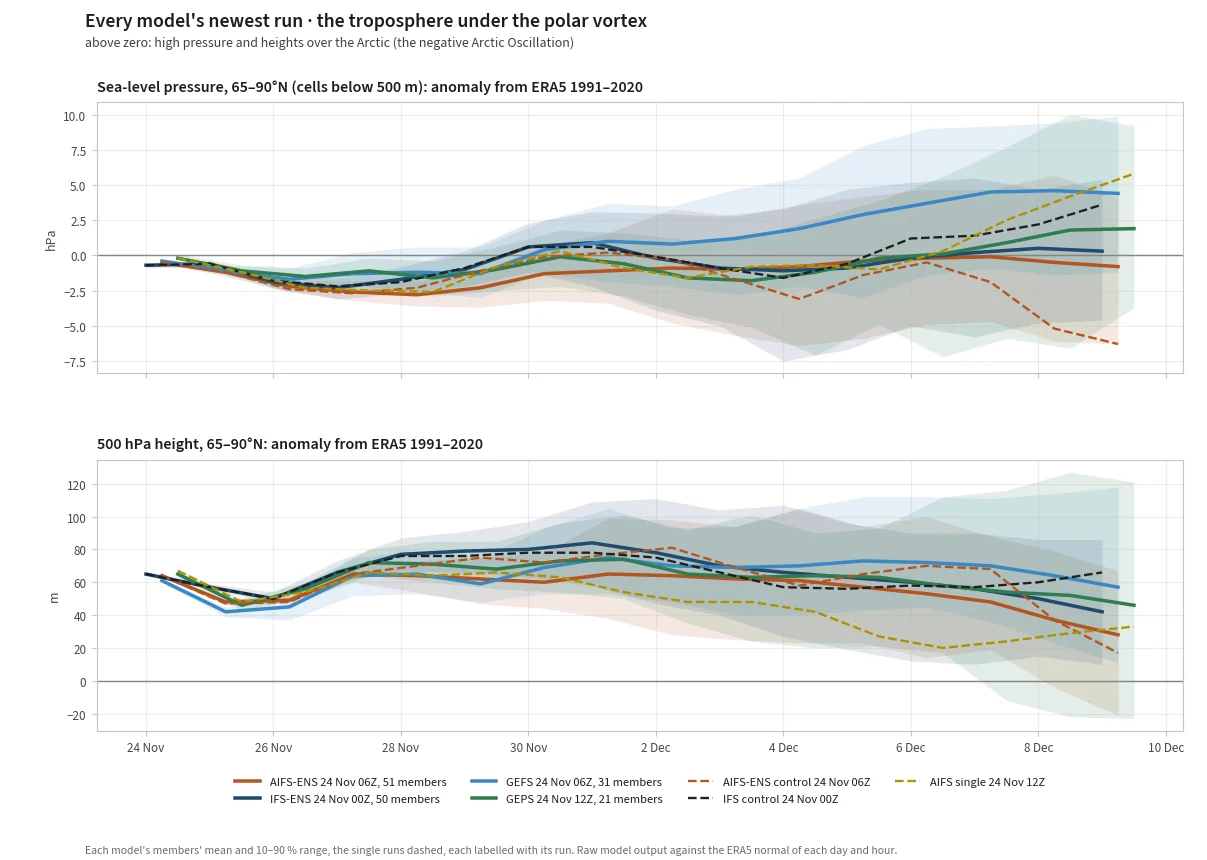 Every model's newest run · the troposphere under the polar vortex
above zero: high pressure and heights over the Arctic (the negative Arctic Oscillation)
Sea-level pressure, 65–90°N (cells below 500 m): anomaly from ERA5 1991–2020
10.0
7.5
5.0
2.5
0.0
−2.5
−5.0
−7.5
hPa
500 hPa height, 65–90°N: anomaly from ERA5 1991–2020
120
100
80
60
40
20
0
−20
m
24 Nov 26 Nov 28 Nov 30 Nov 2 Dec 4 Dec 6 Dec 8 Dec 10 Dec
AIFS-ENS 24 Nov 06Z, 51 members GEFS 24 Nov 06Z, 31 members AIFS-ENS control 24 Nov 06Z AIFS single 24 Nov 12Z
IFS-ENS 24 Nov 00Z, 50 members GEPS 24 Nov 12Z, 21 members IFS control 24 Nov 00Z
Each model's members' mean and 10–90 % range, the single runs dashed, each labelled with its run. Raw model output against the ERA5 normal of each day and hour.